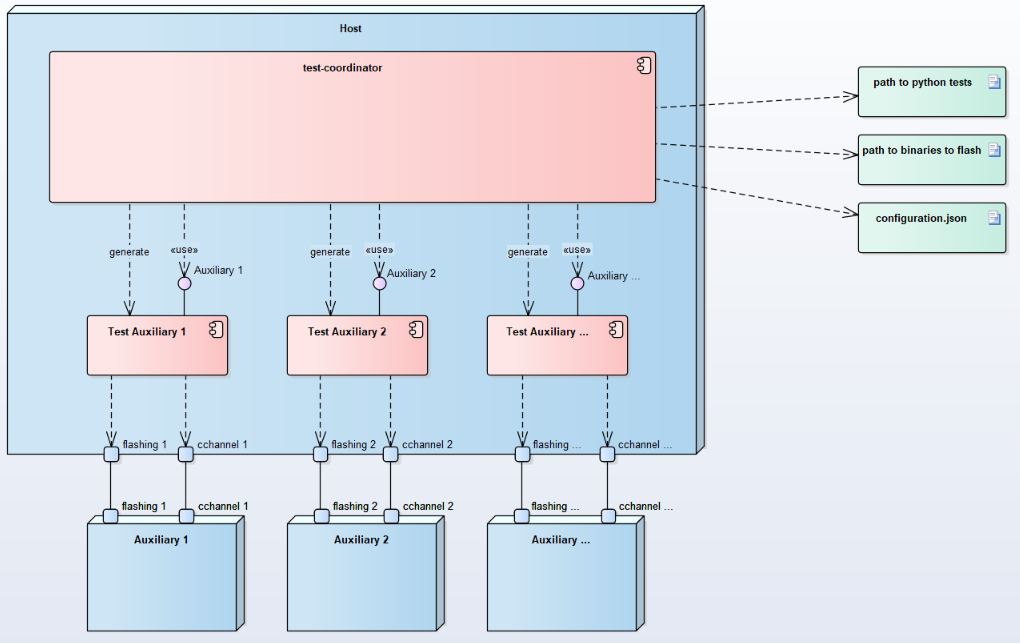 Host
test-coordinator
path to python tests
path to binaries to flash
configuration.json
generate
«use»
Auxiliary 1
generate
«use»
Auxiliary 2
generate
«use»
Auxiliary ...
Test Auxiliary 1
Test Auxiliary 2
Test Auxiliary ...
flashing 1
cchannel 1
flashing 2
cchannel 2
flashing ...
cchannel ...
flashing 1
cchannel 1
flashing 2
cchannel 2
flashing ...
cchannel ...
Auxiliary 1
Auxiliary 2
Auxiliary ...